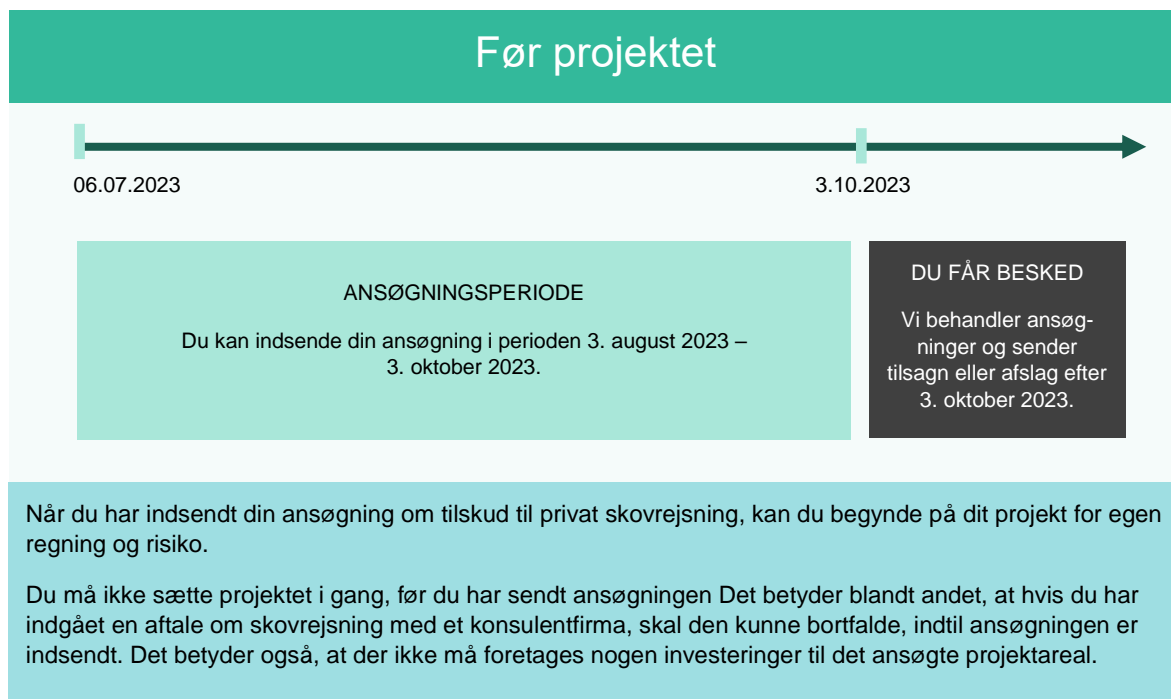 Før projektet
06.07.2023
3.10.2023
ANSØGNINGSPERIODE
Du kan indsende din ansøgning i perioden 3. august 2023 –
3. oktober 2023.
DU FÅR BESKED
Vi behandler ansøg-
ninger og sender
tilsagn eller afslag efter
3. oktober 2023.
Når du har indsendt din ansøgning om tilskud til privat skovrejsning, kan du begynde på dit projekt for egen
regning og risiko.
Du må ikke sætte projektet i gang, før du har sendt ansøgningen Det betyder blandt andet, at hvis du har
indgået en aftale om skovrejsning med et konsulentfirma, skal den kunne bortfalde, indtil ansøgningen er
indsendt. Det betyder også, at der ikke må foretages nogen investeringer til det ansøgte projektareal.